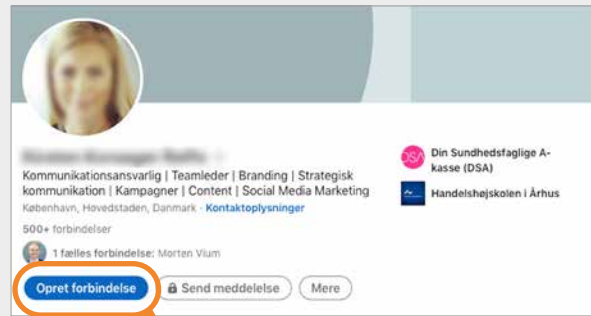 Kommunikationsansvarlig | Teamleder | Branding | Strategisk
kommunikation | Kampagner | Content | Social Media Marketing
København, Hovedstaden, Danmark · Kontaktoplysninger
500+ forbindelser
1 fælles forbindelse: Morten Vium
Opret forbindelse
Send meddelelse
Mere
DSA
Din Sundhedsfaglige A-
kasse (DSA)
Handelshøjskolen i Århus